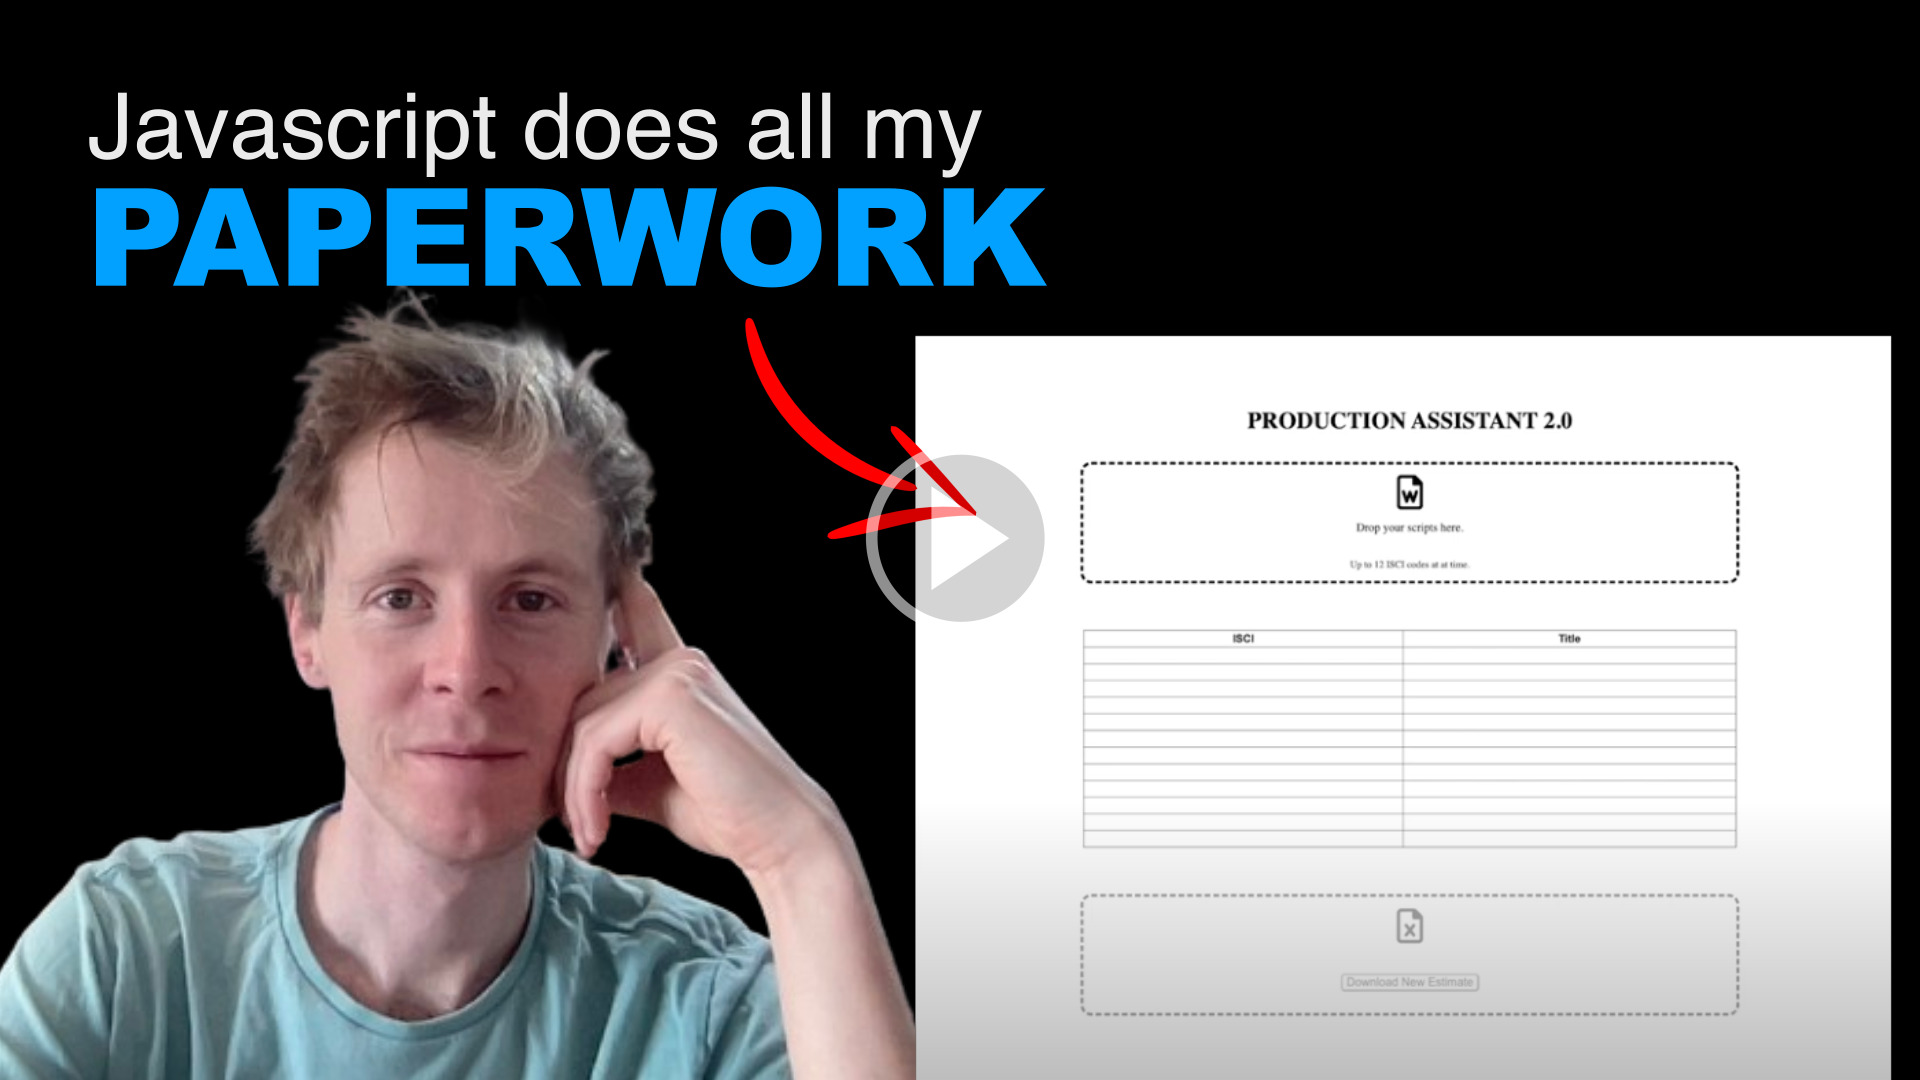 Javascript does all my
PAPERWORK
PRODUCTION ASSISTANT 2.0
W
Drop your scripts here.
Up to 12 ISCI codes at at time.
ISCI
Title
X
Download New Estimate